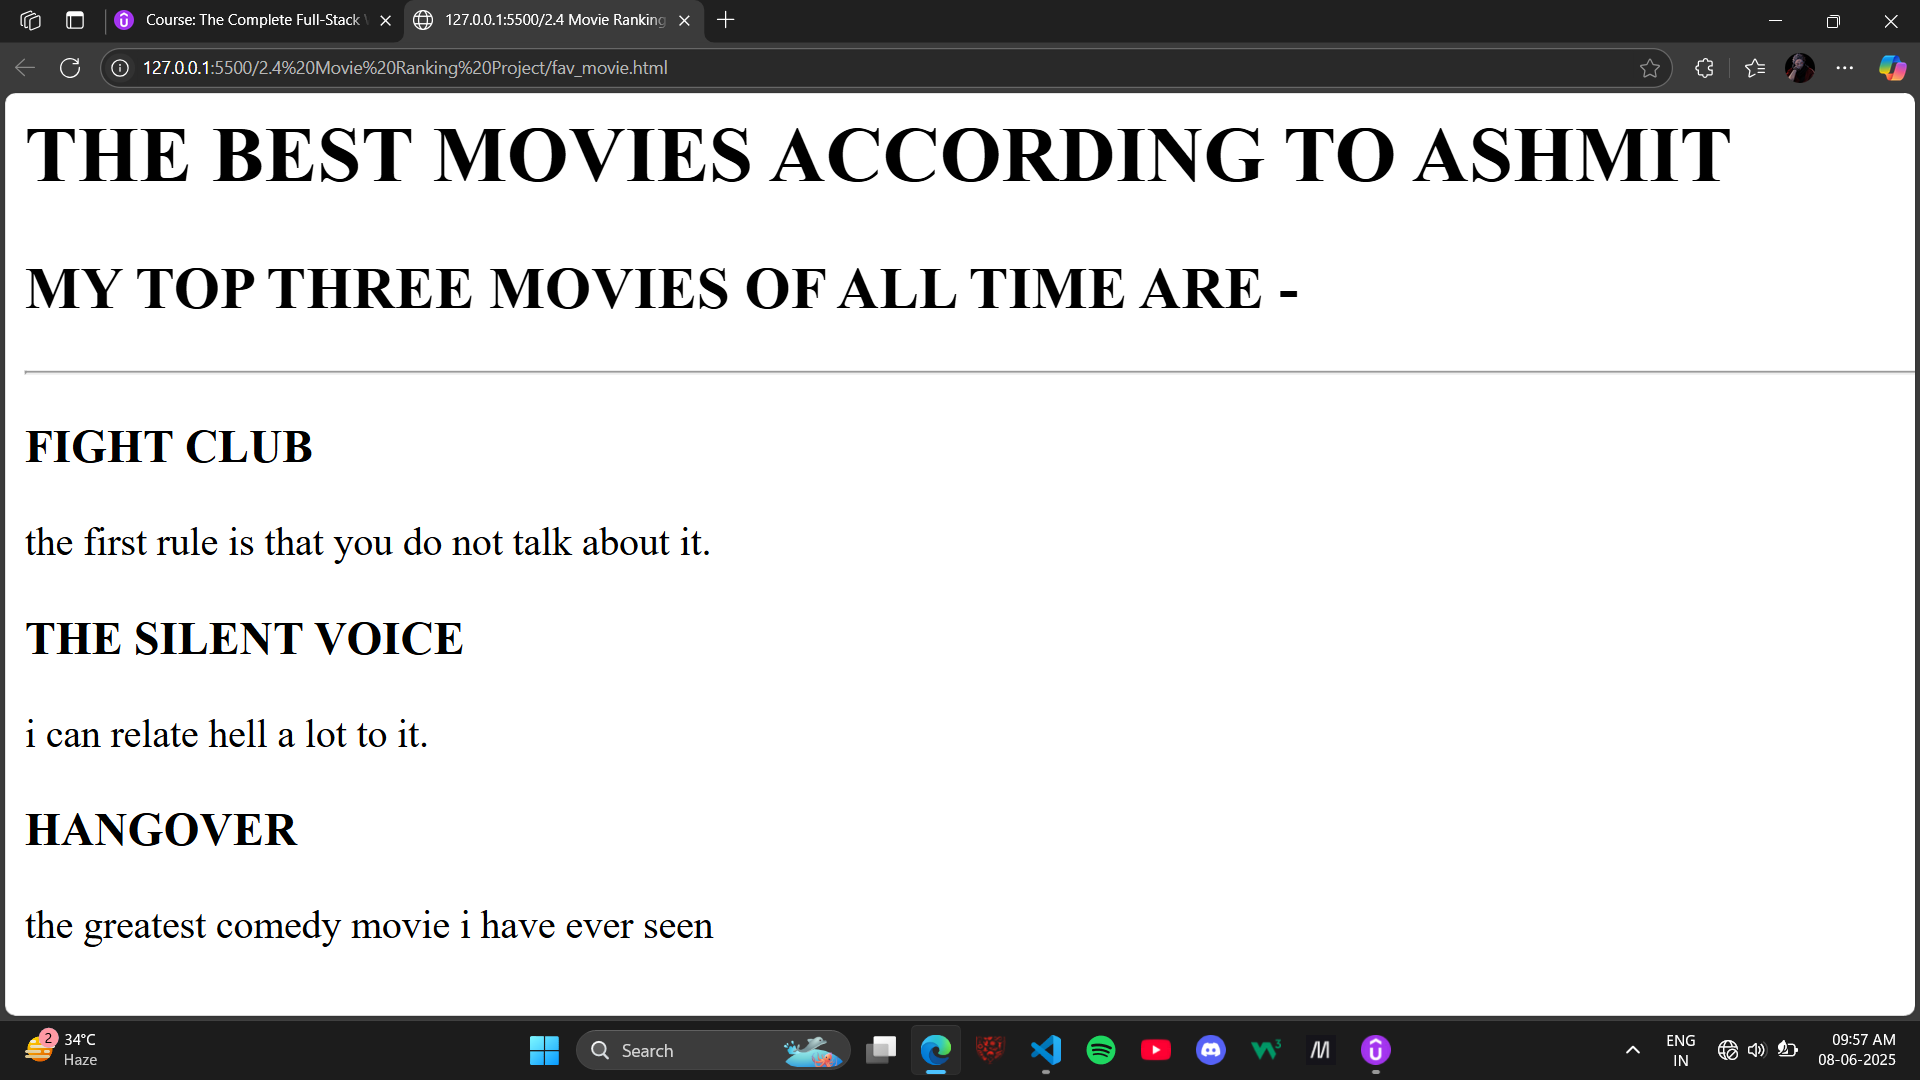 Course: The Complete Full-Stack
127.0.0.1:5500/2.4 Movie Ranking
127.0.0.1:5500/2.4%20Movie%20Ranking%20Project/fav_movie.html
THE BEST MOVIES ACCORDING TO ASHMIT
MY TOP THREE MOVIES OF ALL TIME ARE -
FIGHT CLUB
the first rule is that you do not talk about it.
THE SILENT VOICE
i can relate hell a lot to it.
HANGOVER
the greatest comedy movie i have ever seen
2
34°C
Haze
Search
ENG
IN
09:57 AM
08-06-2025